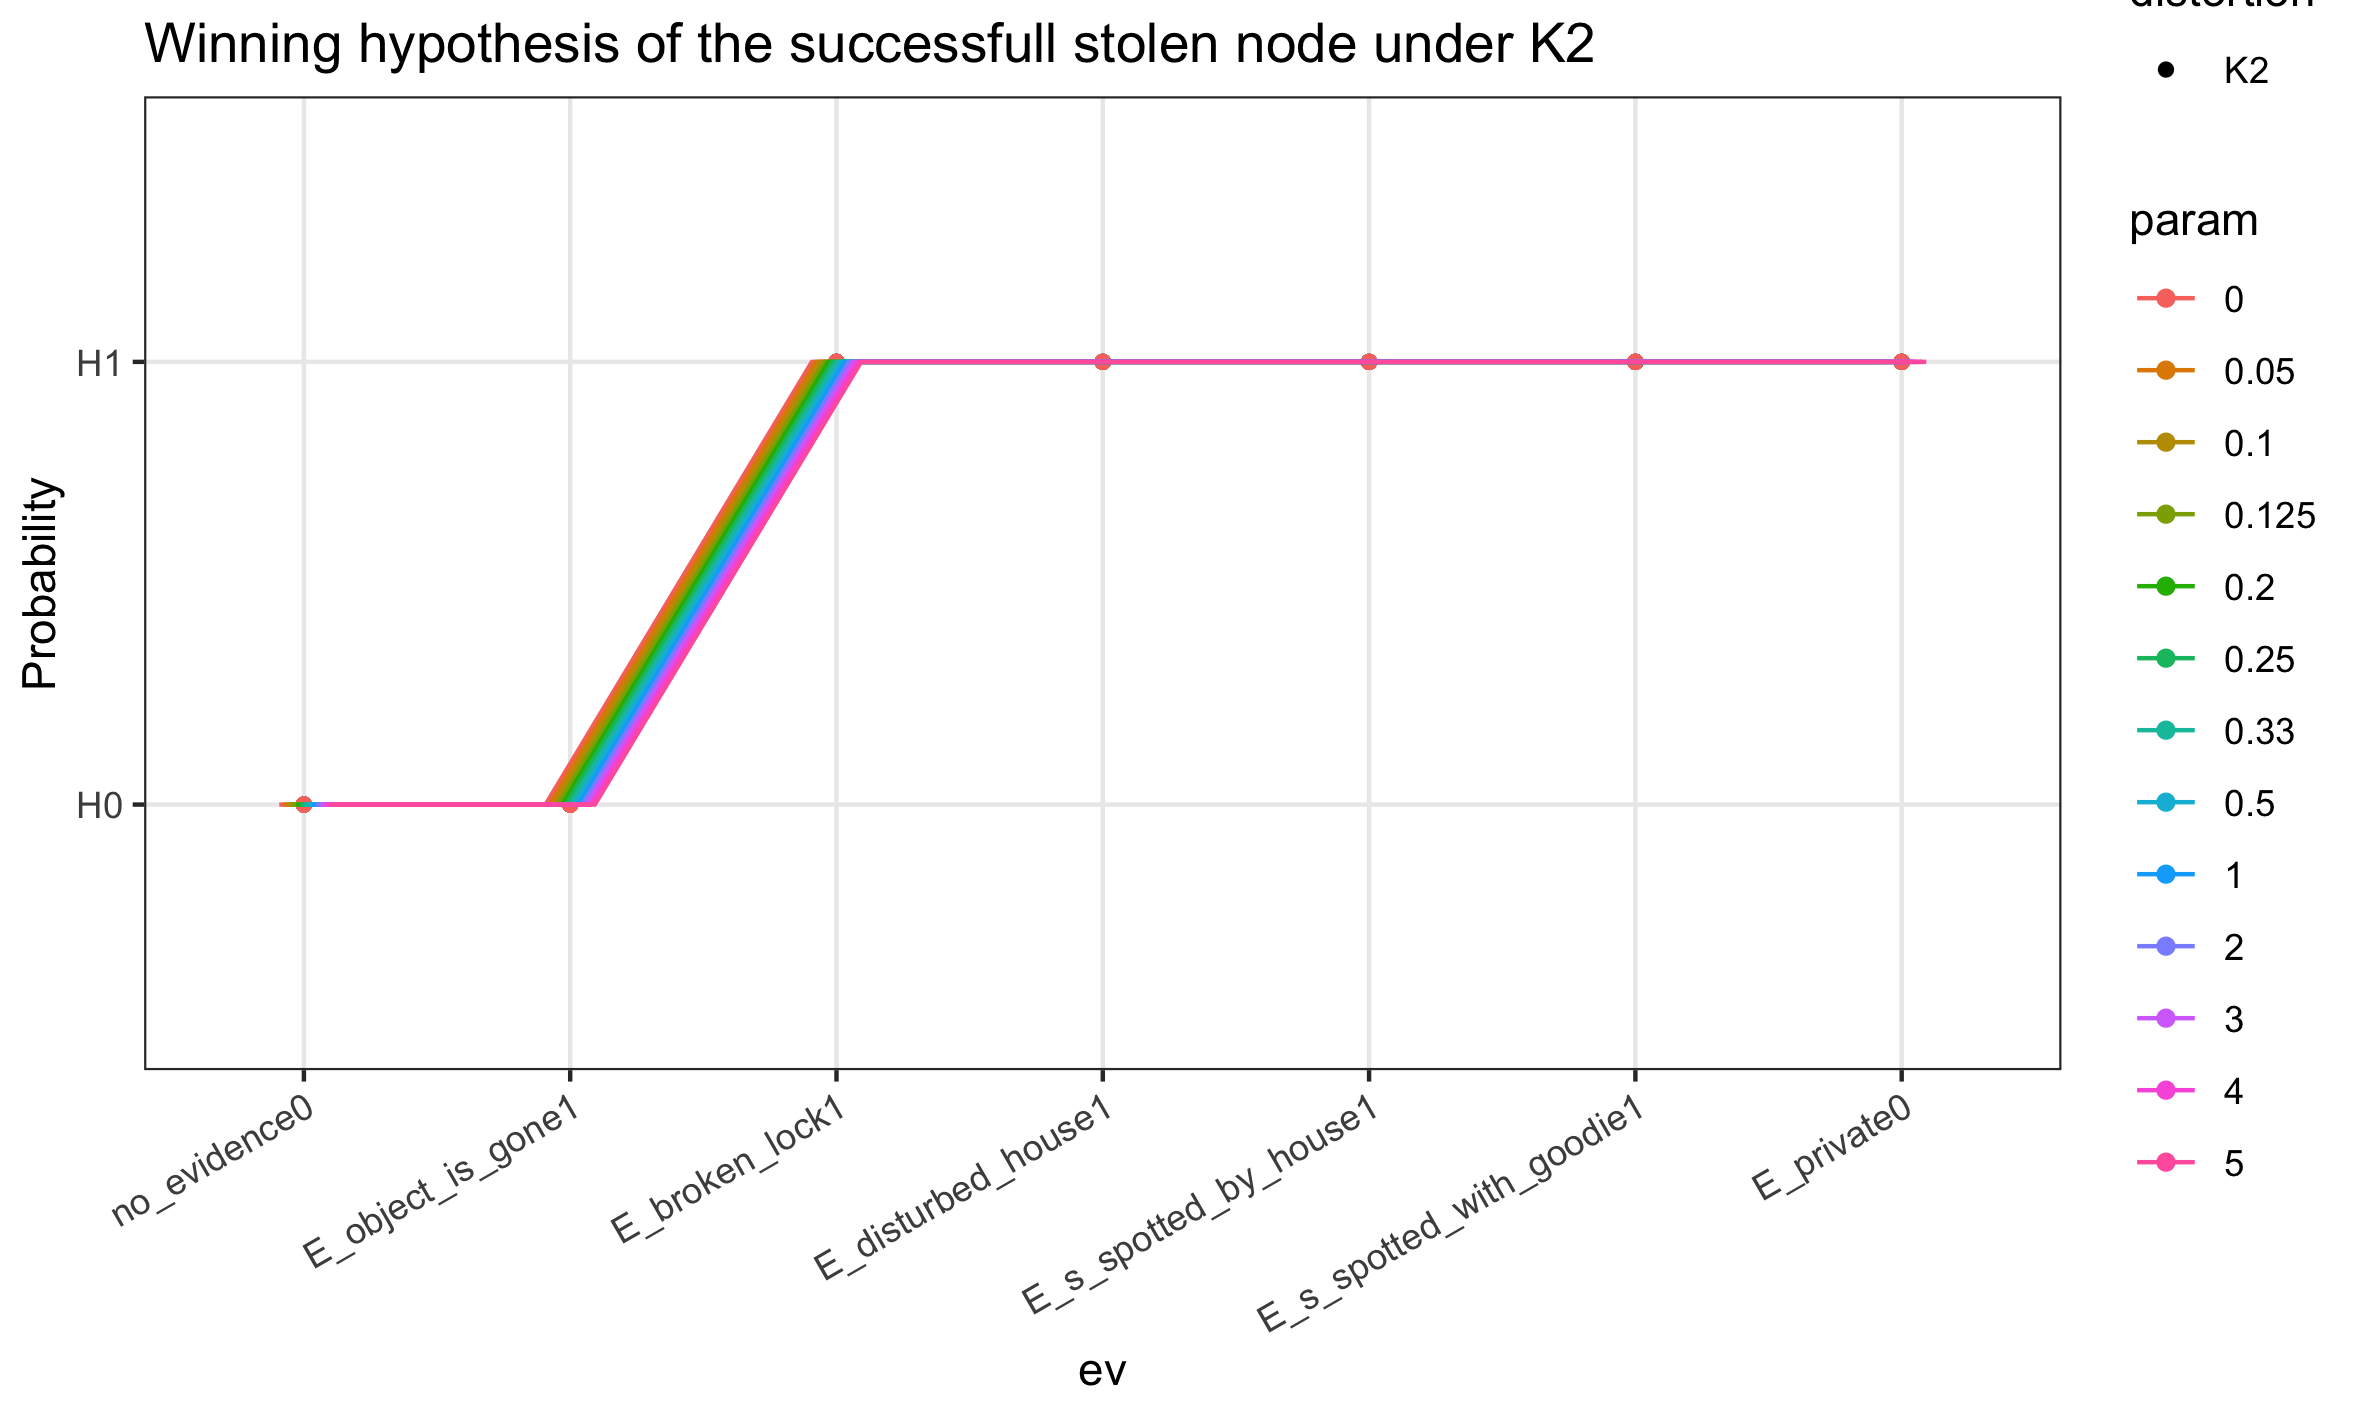 Winning hypothesis of the successfull stolen node under K2
distortion
K2
param
0
0.05
0.1
0.125
0.2
0.25
0.33
0.5
1
2
3
4
5
Probability
H1
H0
no_evidence0
E_object_is_gone1
E_broken_lock1
E_disturbed_house1
E_s_spotted_by_house1
E_s_spotted_with_goodie1
E_private0
ev